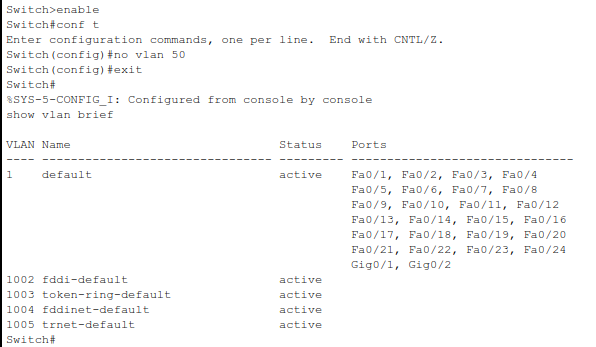 Switch>enable
Switch#conf t
Enter configuration commands, one per line.  End with CNTL/Z.
Switch(config)#no vlan 50
Switch(config)#exit
Switch#
%SYS-5-CONFIG_I: Configured from console by console
show vlan brief

VLAN Name                             Status    Ports
---- -------------------------------- --------- -------------------------------
1    default                          active    Fa0/1, Fa0/2, Fa0/3, Fa0/4
                                                Fa0/5, Fa0/6, Fa0/7, Fa0/8
                                                Fa0/9, Fa0/10, Fa0/11, Fa0/12
                                                Fa0/13, Fa0/14, Fa0/15, Fa0/16
                                                Fa0/17, Fa0/18, Fa0/19, Fa0/20
                                                Fa0/21, Fa0/22, Fa0/23, Fa0/24
                                                Gig0/1, Gig0/2
1002 fddi-default                     active
1003 token-ring-default               active
1004 fddinet-default                  active
1005 trnet-default                    active
Switch#